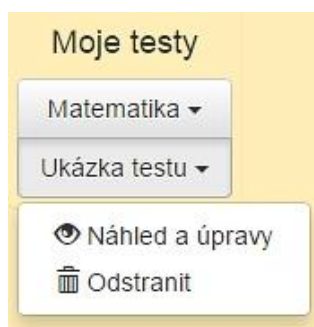 Moje testy
Matematika
Ukázka testu
Náhled a úpravy
Odstranit